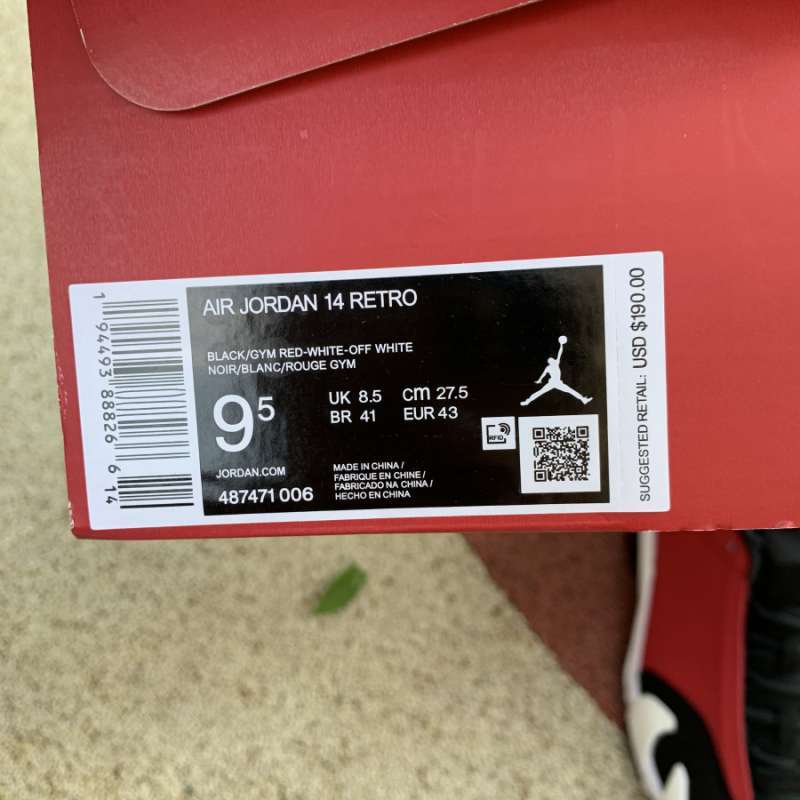 AIR JORDAN 14 RETRO
BLACK/GYM RED-WHITE-OFF WHITE
NOIR/BLANC/ROUGE GYM
9 5
UK 8.5 cm 27.5
BR 41 EUR 43
JORDAN.COM
487471 006
MADE IN CHINA /
FABRIQUE EN CHINE /
FABRICADO NA CHINA /
HECHO EN CHINA
RFID
1 94493 88826 6 14
SUGGESTED RETAIL: USD $190.00